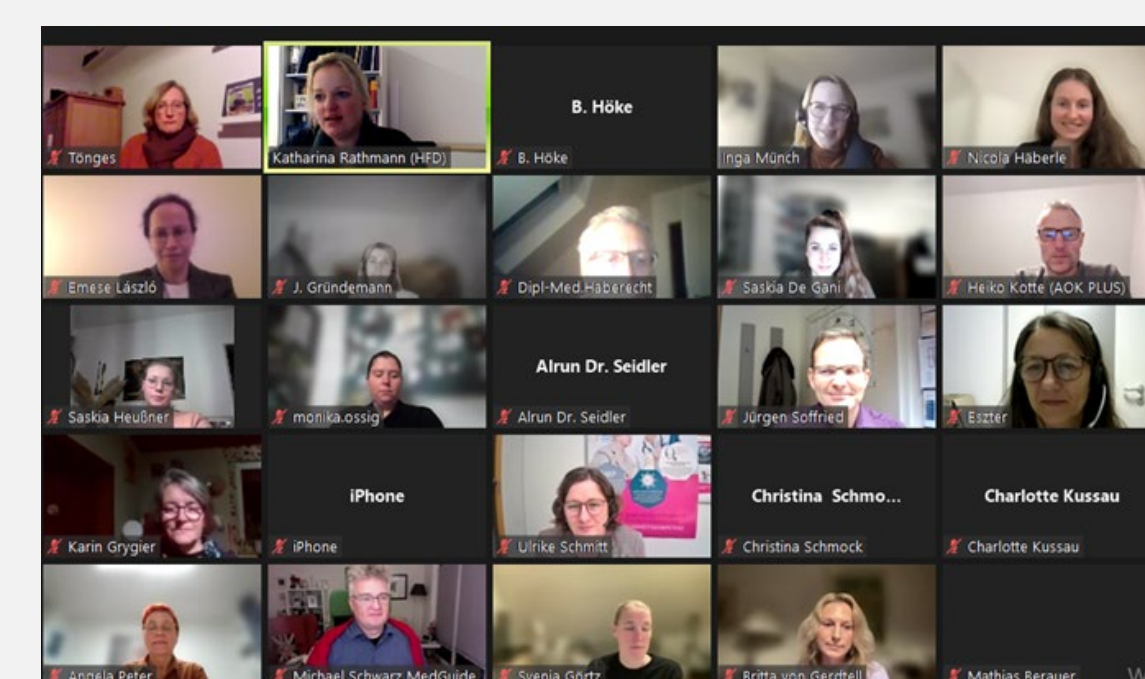 Tönges
Katharina Rathmann (HFD)
B. Höke
B. Höke
Inga Münch
Nicola Häberle
Emese László
J. Gründemann
Dipl-Med.Haberecht
Saskia De Gani
Heiko Kotte (AOK PLUS)
Saskia Heußner
monika.ossig
Alrun Dr. Seidler
Alrun Dr. Seidler
Jürgen Soffried
Eszter
Karin Grygier
iPhone
iPhone
Ulrike Schmitt
Christina Schmo...
Christina Schmock
Charlotte Kussau
Charlotte Kussau
Angela Peter
Michael Schwarz MedGuide
Svenja Görtz
Britta von Gerdtell
Mathias Berauer